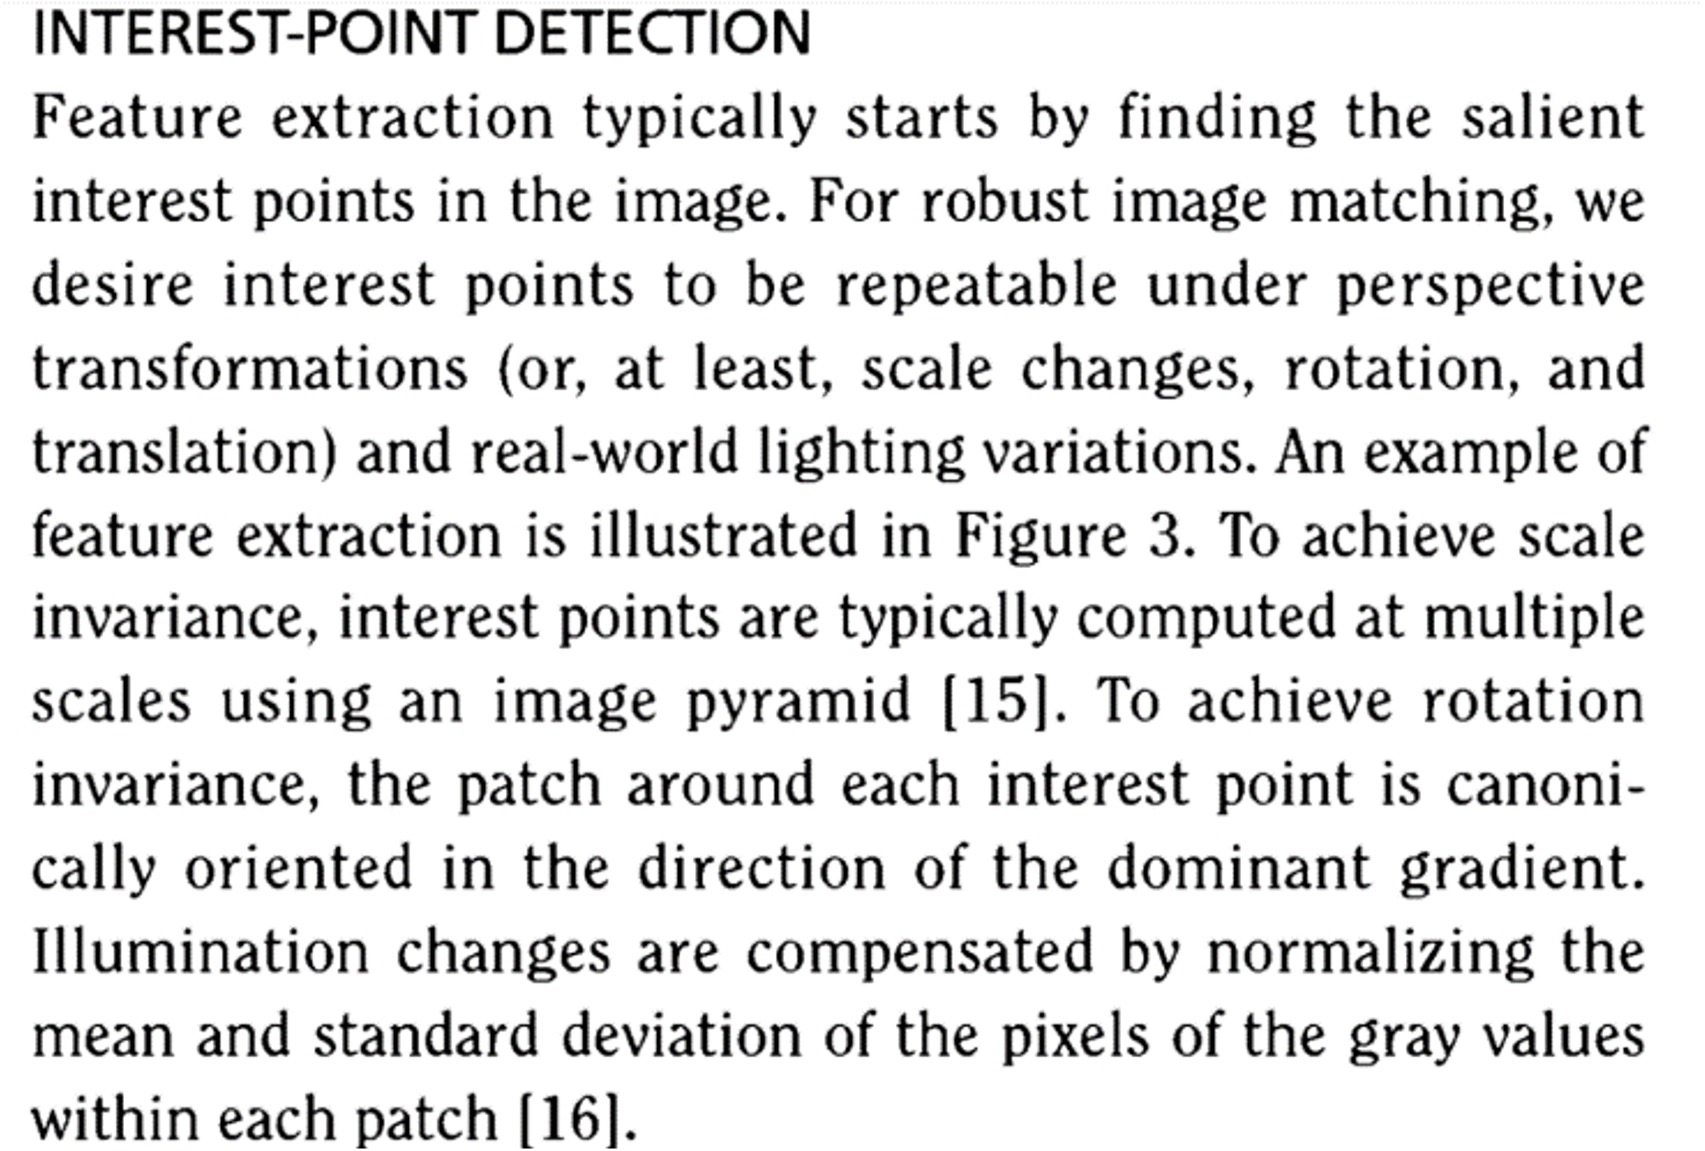 INTEREST-POINT DETECTION
Feature extraction typically starts by finding the salient
interest points in the image. For robust image matching, we
desire interest points to be repeatable under perspective
transformations (or, at least, scale changes, rotation, and
translation) and real-world lighting variations. An example of
feature extraction is illustrated in Figure 3. To achieve scale
invariance, interest points are typically computed at multiple
scales using an image pyramid [15]. To achieve rotation
invariance, the patch around each interest point is canoni-
cally oriented in the direction of the dominant gradient.
Illumination changes are compensated by normalizing the
mean and standard deviation of the pixels of the gray values
within each patch [16].